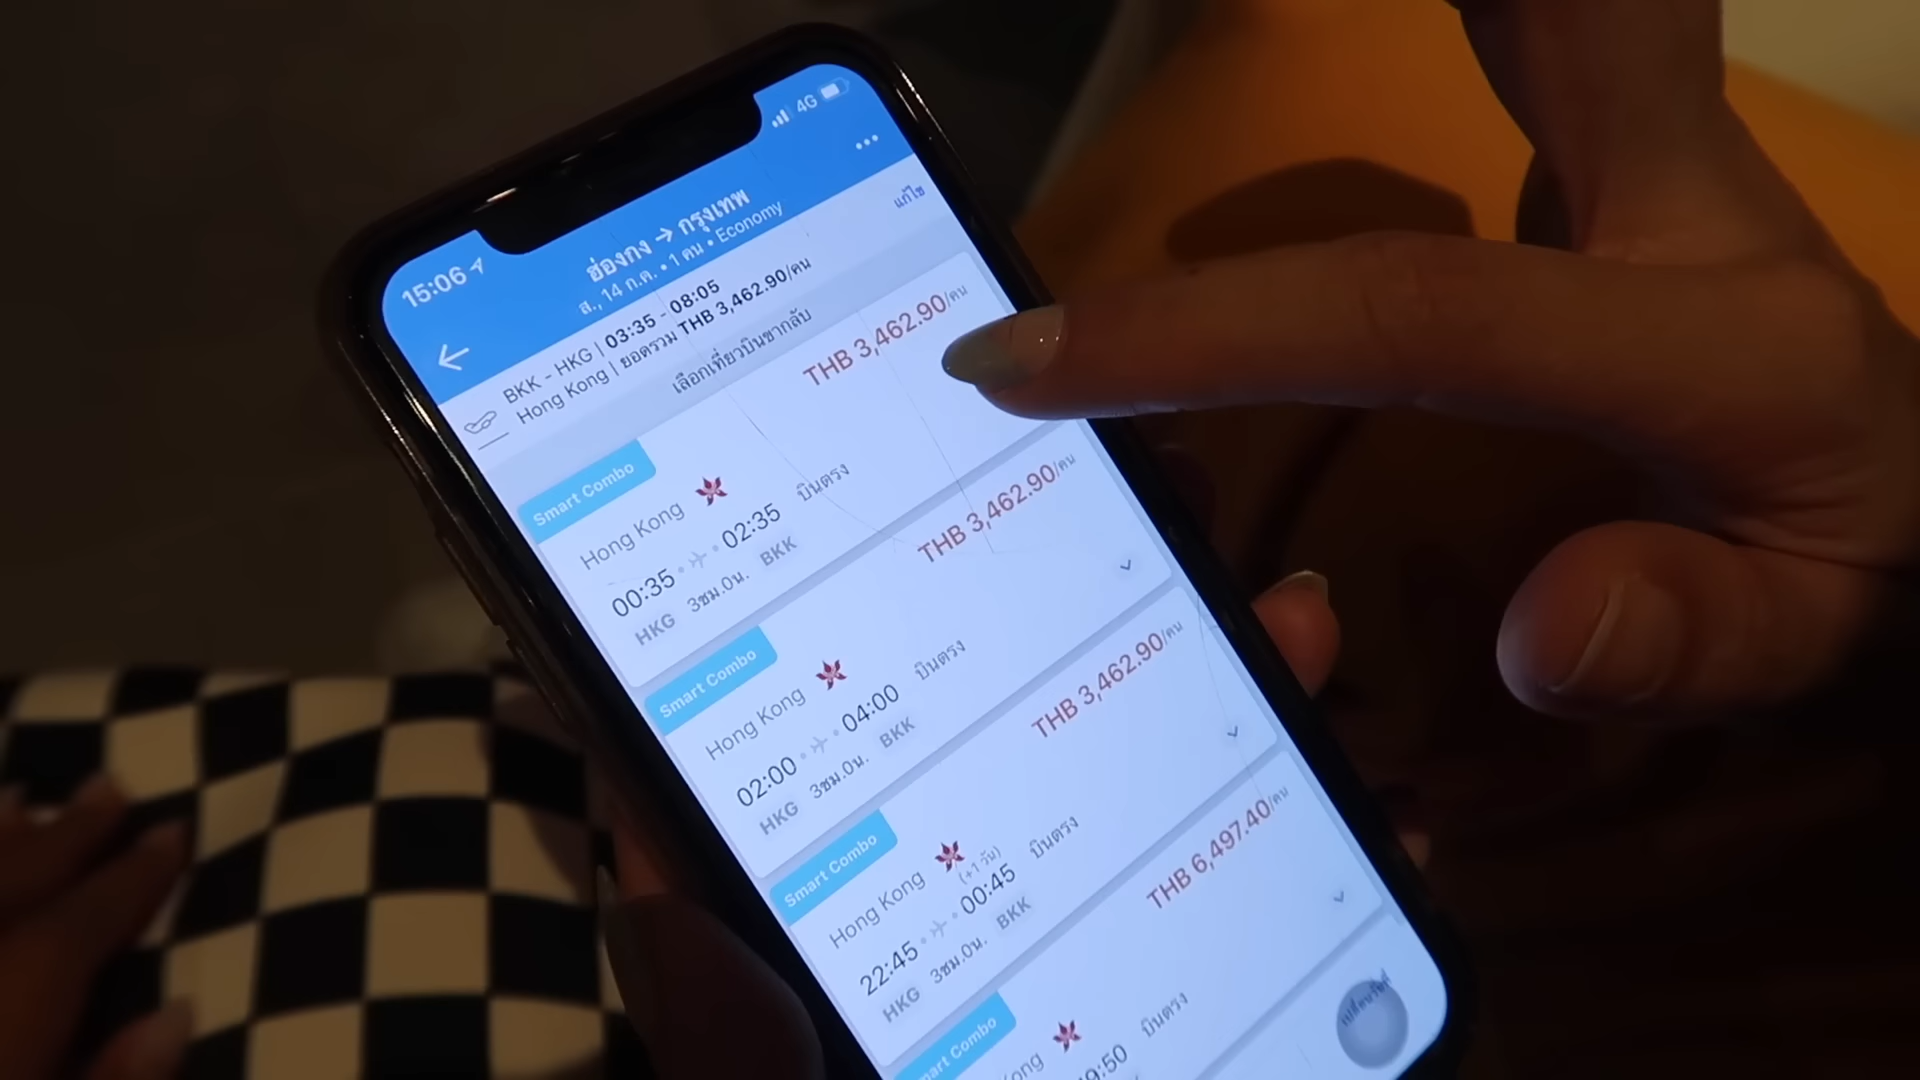 15:06 4G
ฮ่องกง → กรุงเทพ
ส., 14 ก.ค. • 1 คน • Economy
BKK - HKG | 03:35 - 08:05
แก้ไข
Hong Kong | ยอดรวม THB 3,462.90/คน
เลือกเที่ยวบินขากลับ
Smart Combo
THB 3,462.90/คน
Hong Kong
00:35 02:35 บินตรง
HKG 3ชม.0น. BKK
Smart Combo
THB 3,462.90/คน
Hong Kong
02:00 04:00 บินตรง
HKG 3ชม.0น. BKK
Smart Combo
THB 3,462.90/คน
Hong Kong
(+1 วัน)
22:45 00:45 บินตรง
HKG 3ชม.0น. BKK
Smart Combo
THB 6,497.40/คน
บินตรง